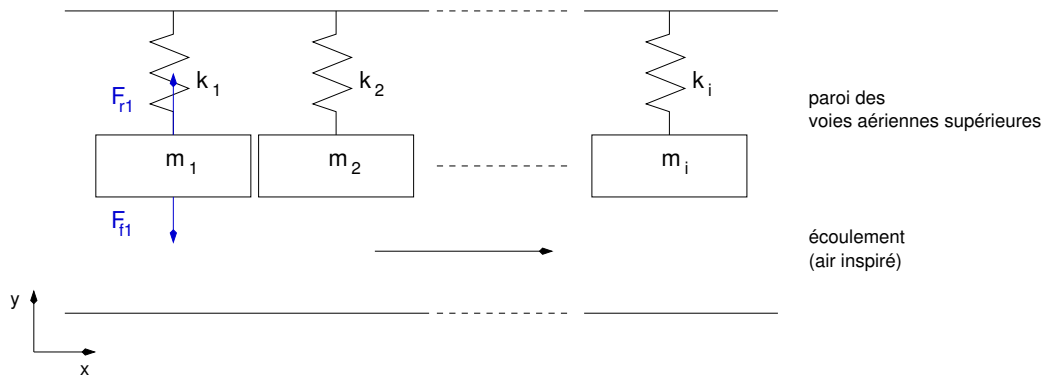 k 1
k 2
k i
F r1
paroi des
voies aériennes supérieures
m 1
m 2
m i
F f1
écoulement
(air inspiré)
y
x